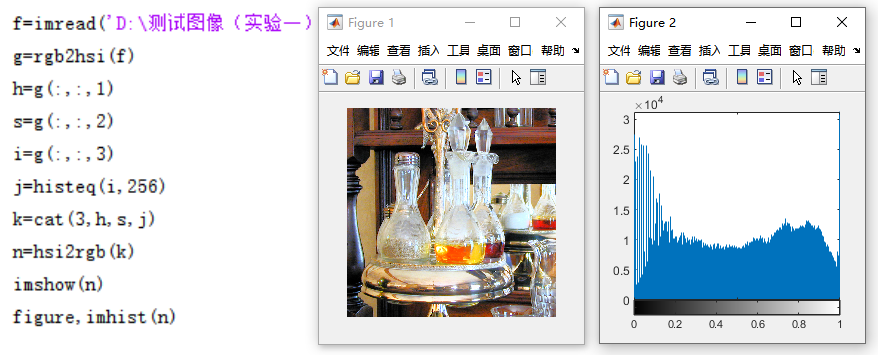 f=imread('D:\测试图像（实验一）
g=rgb2hsi(f)
h=g(:,:,1)
s=g(:,:,2)
i=g(:,:,3)
j=histeq(i,256)
k=cat(3,h,s,j)
n=hsi2rgb(k)
imshow(n)
figure,imhist(n)
Figure 1
文件 编辑 查看 插入 工具 桌面 窗口 帮助
Figure 2
文件 编辑 查看 插入 工具 桌面 窗口 帮助
×10⁴
3
2.5
2
1.5
1
0.5
0
0 0.2 0.4 0.6 0.8 1